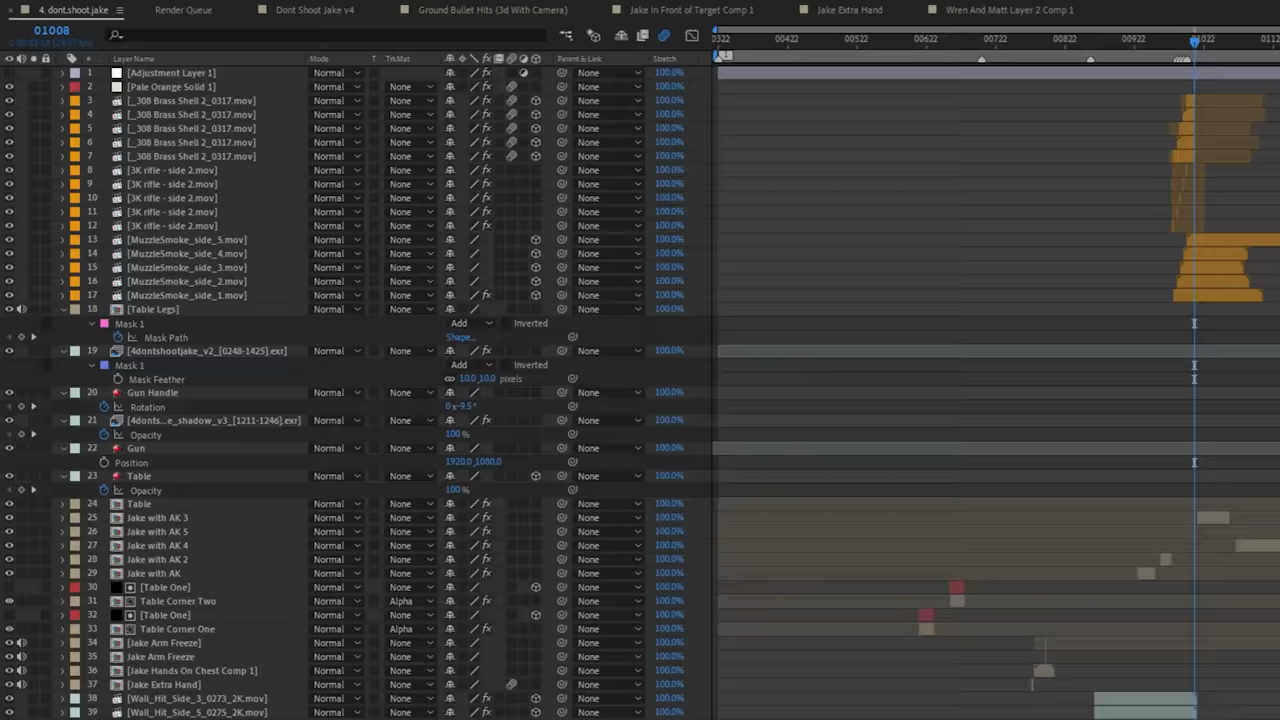 4. dont.shoot.jake
Render Queue
Dont Shoot Jake v4
Ground Bullet Hits (3d With Camera)
Jake In Front of Target Comp 1
Jake Extra Hand
Wren And Matt Layer 2 Comp 1
01008
00422 00522 00622 00722 00822 00922
# Layer Name Mode T .TrkMat Parent & Link Stretch
1 [Adjustment Layer 1] Normal None 100.0%
2 [Pale Orange Solid 1] Normal None None 100.0%
3 [_308 Brass Shell 2_0317.mov] Normal None None 100.0%
4 [_308 Brass Shell 2_0317.mov] Normal None None 100.0%
5 [_308 Brass Shell 2_0317.mov] Normal None None 100.0%
6 [_308 Brass Shell 2_0317.mov] Normal None None 100.0%
7 [_308 Brass Shell 2_0317.mov] Normal None None 100.0%
8 [3K rifle - side 2.mov] Normal None None 100.0%
9 [3K rifle - side 2.mov] Normal None None 100.0%
10 [3K rifle - side 2.mov] Normal None None 100.0%
11 [3K rifle - side 2.mov] Normal None None 100.0%
12 [3K rifle - side 2.mov] Normal None None 100.0%
13 [MuzzleSmoke_side_5.mov] Normal None None 100.0%
14 [MuzzleSmoke_side_4.mov] Normal None None 100.0%
15 [MuzzleSmoke_side_3.mov] Normal None None 100.0%
16 [MuzzleSmoke_side_2.mov] Normal None None 100.0%
17 [MuzzleSmoke_side_1.mov] Normal None None 100.0%
18 [Table Legs] Normal None None 100.0%
Mask 1 Add Inverted
Mask Path Shape...
19 [4dontshootjake_v2_[0248-1425].exr] Normal None None 100.0%
Mask 1 Add Inverted
Mask Feather 10.0,10.0 pixels
20 Gun Handle Normal None None 100.0%
Rotation 0 x-9.5°
21 [4donts...e_shadow_v3_[1211-1246].exr] Normal None None 100.0%
Opacity 100 %
22 Gun Normal None None 100.0%
Position 1920.0,1080.0
23 Table Normal None None 100.0%
Opacity 100 %
24 Table Normal None None 100.0%
25 Jake with AK 3 Normal None None 100.0%
26 Jake with AK 5 Normal None None 100.0%
27 Jake with AK 4 Normal None None 100.0%
28 Jake with AK 2 Normal None None 100.0%
29 Jake with AK Normal None None 100.0%
30 [Table One] Normal None None 100.0%
31 Table Corner Two Normal Alpha None 100.0%
32 [Table One] Normal None None 100.0%
33 Table Corner One Normal Alpha None 100.0%
34 [Jake Arm Freeze] Normal None None 100.0%
35 Jake Arm Freeze Normal None None 100.0%
36 [Jake Hands On Chest Comp 1] Normal None None 100.0%
37 [Jake Extra Hand] Normal None None 100.0%
38 [Wall_Hit_Side_3_0273_2K.mov] Normal None None 100.0%
39 [Wall_Hit_Side_5_0275_2K.mov] Normal None None 100.0%